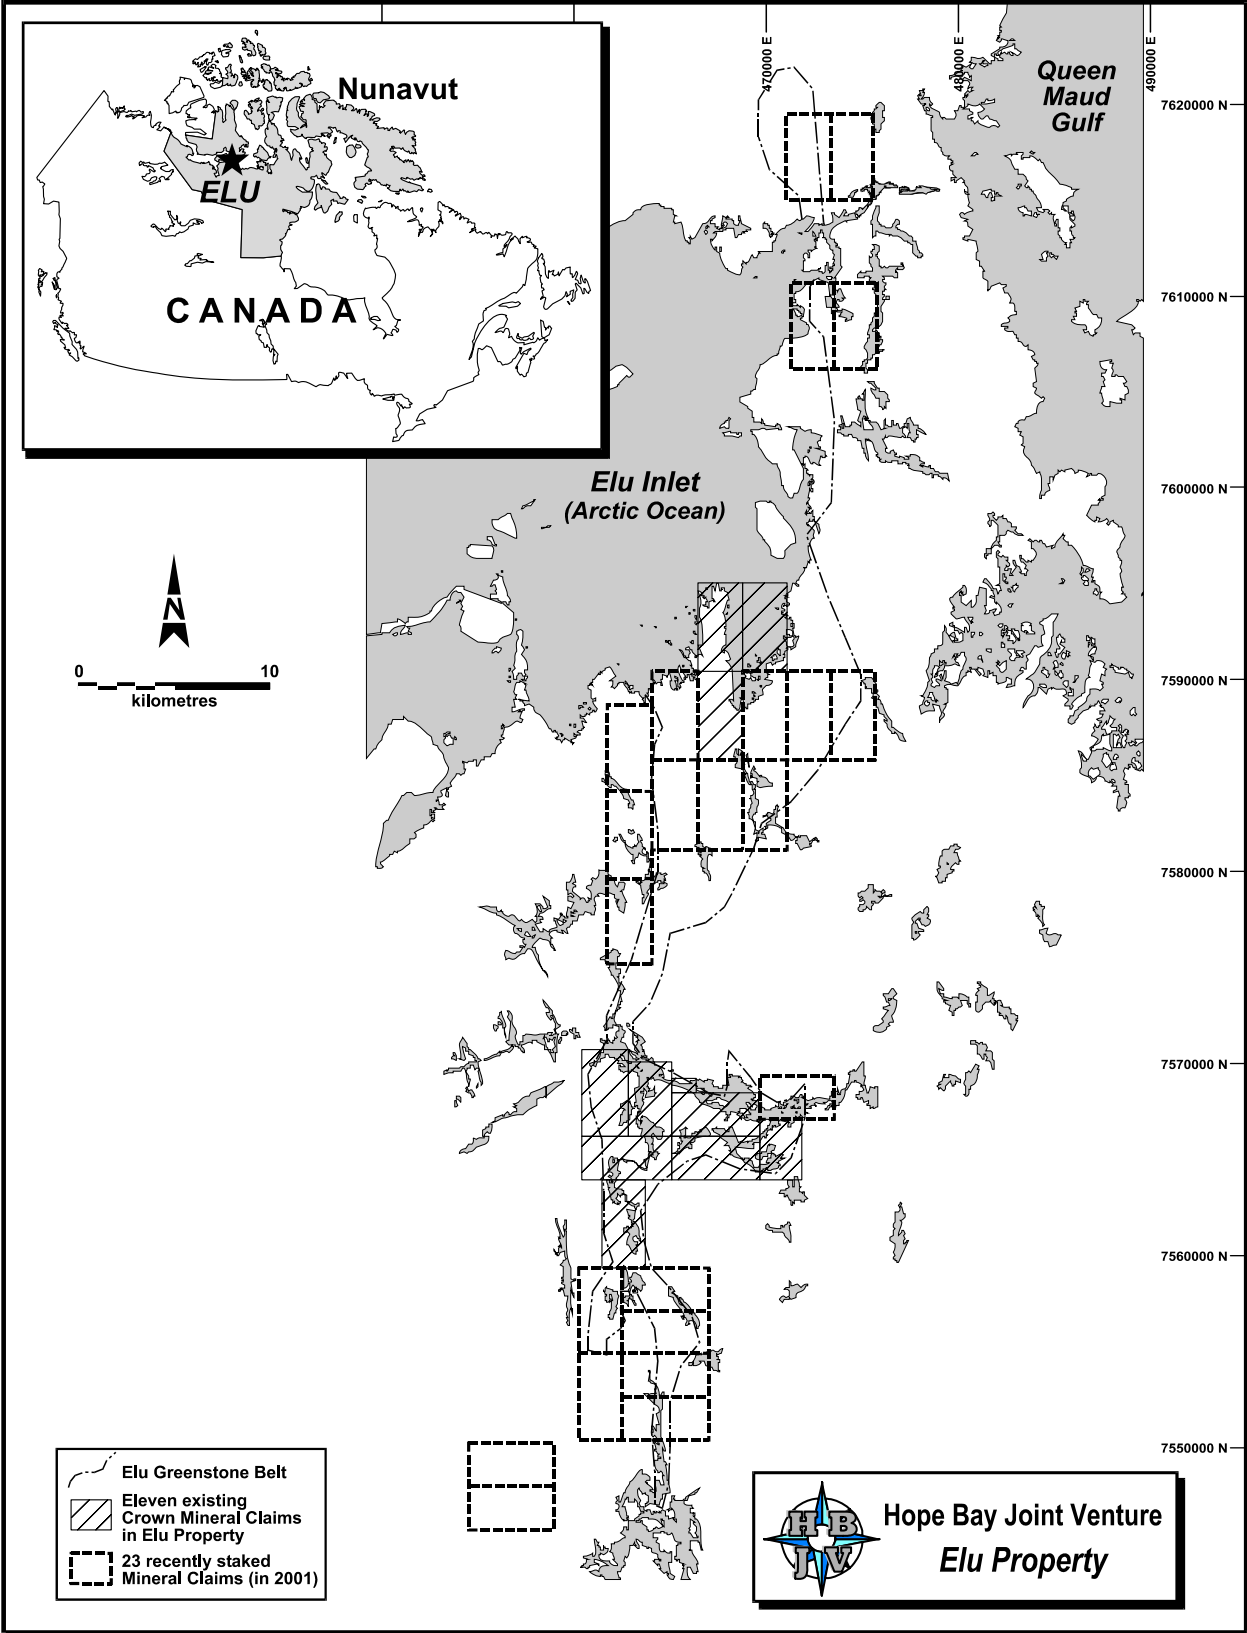 470000 E
480000 E
490000 E
Nunavut
ELU
CANADA
Queen
Maud
Gulf
7620000 N
7610000 N
7600000 N
7590000 N
7580000 N
7570000 N
7560000 N
7550000 N
Elu Inlet
(Arctic Ocean)
N
0 10
kilometres
Elu Greenstone Belt
Eleven existing
Crown Mineral Claims
in Elu Property
23 recently staked
Mineral Claims (in 2001)
H B
J V
Hope Bay Joint Venture
Elu Property